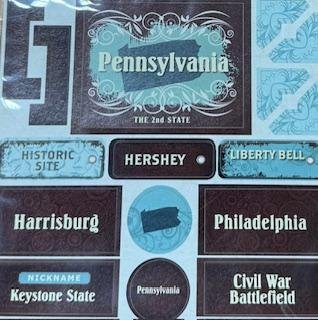 Pennsylvania
THE 2nd STATE
HISTORIC
SITE
HERSHEY
LIBERTY BELL
Harrisburg
Philadelphia
NICKNAME
Keystone State
Pennsylvania
Civil War
Battlefield